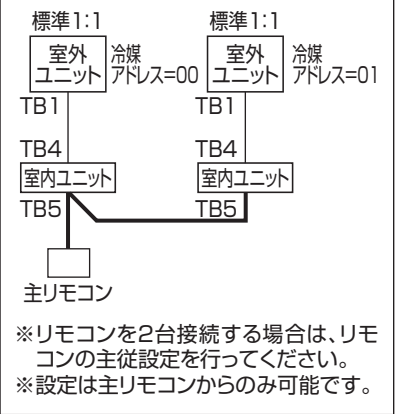 標準1:1 標準1:1
室外 冷媒 室外 冷媒
ユニット アドレス=00 ユニット アドレス=01
TB1 TB1
TB4 TB4
室内ユニット 室内ユニット
TB5 TB5
主リモコン
※リモコンを2台接続する場合は、リモ
コンの主従設定を行ってください。
※設定は主リモコンからのみ可能です。